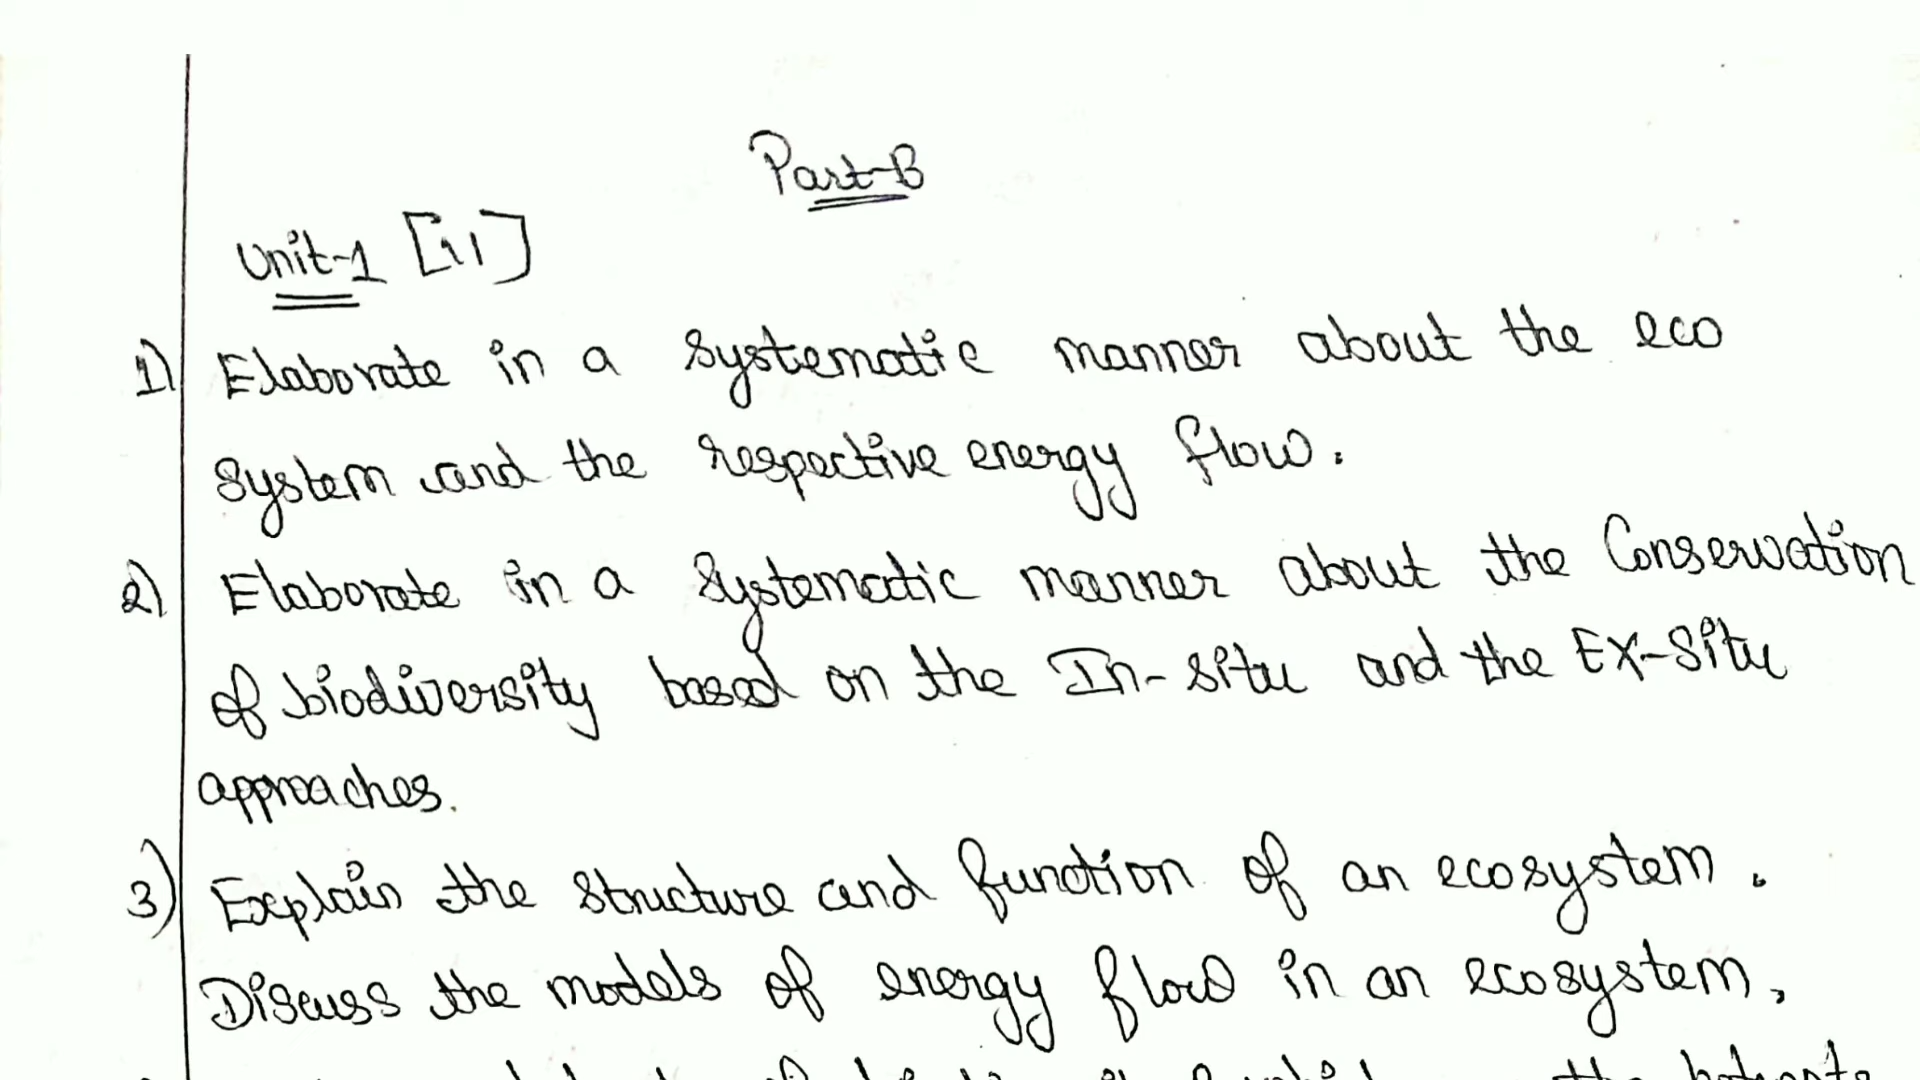 Part-B
Unit-1 [11]
1) Elaborate in a systematic manner about the eco
system and the respective energy flow.
2) Elaborate in a systematic manner about the Conservation
of biodiversity based on the In-situ and the EX-situ
approaches.
3) Explain the structure and function of an ecosystem.
Discuss the models of energy flow in an ecosystem,